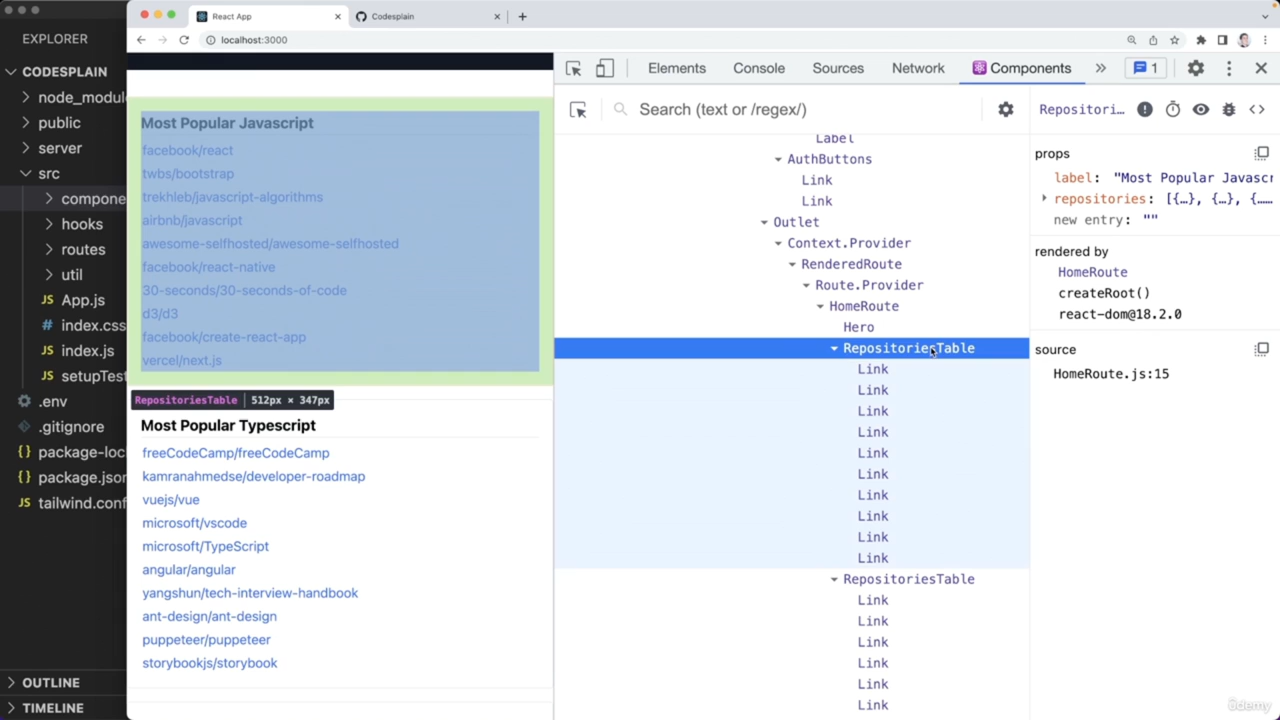 React App
Codesplain
localhost:3000
EXPLORER
CODESPLAIN
node_modul
public
server
src
compone
hooks
routes
util
JS App.js
# index.css
JS index.js
JS setupTest
.env
.gitignore
{} package-loc
{} package.json
JS tailwind.conf
OUTLINE
TIMELINE
Most Popular Javascript
facebook/react
twbs/bootstrap
trekhleb/javascript-algorithms
airbnb/javascript
awesome-selfhosted/awesome-selfhosted
facebook/react-native
30-seconds/30-seconds-of-code
d3/d3
facebook/create-react-app
vercel/next.js
RepositoriesTable | 512px × 347px
Most Popular Typescript
freeCodeCamp/freeCodeCamp
kamranahmedse/developer-roadmap
vuejs/vue
microsoft/vscode
microsoft/TypeScript
angular/angular
yangshun/tech-interview-handbook
ant-design/ant-design
puppeteer/puppeteer
storybookjs/storybook
Elements Console Sources Network Components » 1
Search (text or /regex/)
Label
AuthButtons
Link
Link
Outlet
Context.Provider
RenderedRoute
Route.Provider
HomeRoute
Hero
RepositoriesTable
Link
Link
Link
Link
Link
Link
Link
Link
Link
Link
RepositoriesTable
Link
Link
Link
Link
Link
Link
Repositori…
props
label: "Most Popular Javascr
repositories: [{…}, {…}, {……
new entry: ""
rendered by
HomeRoute
createRoot()
react-dom@18.2.0
source
HomeRoute.js:15
ûdemy